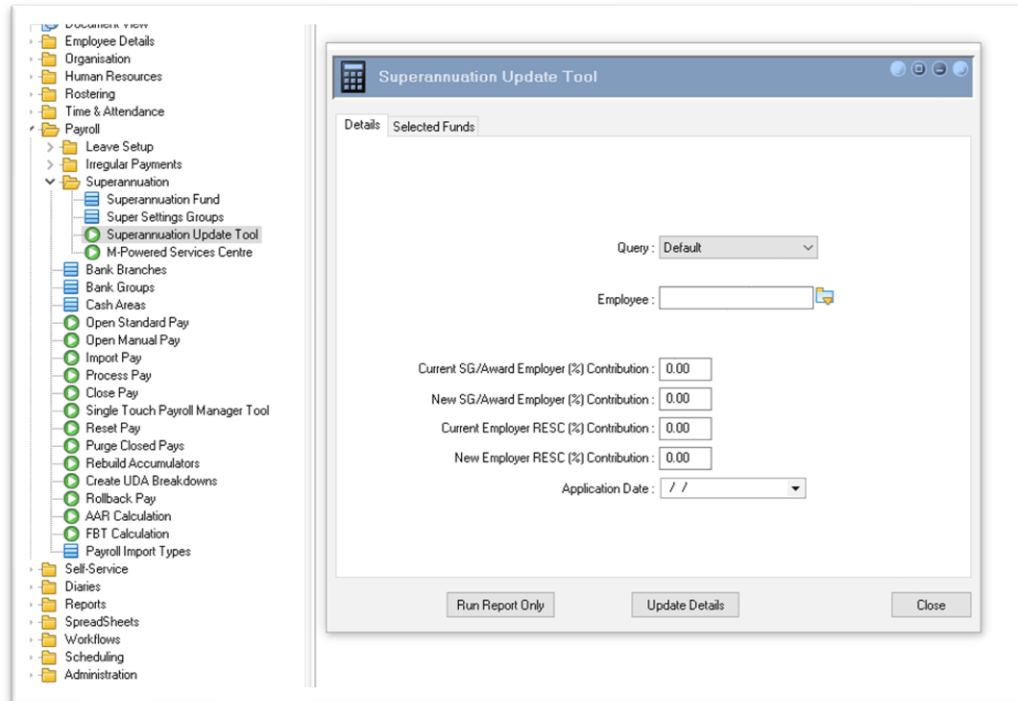 Document View
Employee Details
Organisation
Human Resources
Rostering
Time & Attendance
Payroll
Leave Setup
Irregular Payments
Superannuation
Superannuation Fund
Super Settings Groups
Superannuation Update Tool
M-Powered Services Centre
Bank Branches
Bank Groups
Cash Areas
Open Standard Pay
Open Manual Pay
Import Pay
Process Pay
Close Pay
Single Touch Payroll Manager Tool
Reset Pay
Purge Closed Pays
Rebuild Accumulators
Create UDA Breakdowns
Rollback Pay
AAR Calculation
FBT Calculation
Payroll Import Types
Self-Service
Diaries
Reports
SpreadSheets
Workflows
Scheduling
Administration
Superannuation Update Tool
Details Selected Funds
Query : Default
Employee :
Current SG/Award Employer (%) Contribution : 0.00
New SG/Award Employer (%) Contribution : 0.00
Current Employer RESC (%) Contribution : 0.00
New Employer RESC (%) Contribution : 0.00
Application Date : / /
Run Report Only Update Details Close